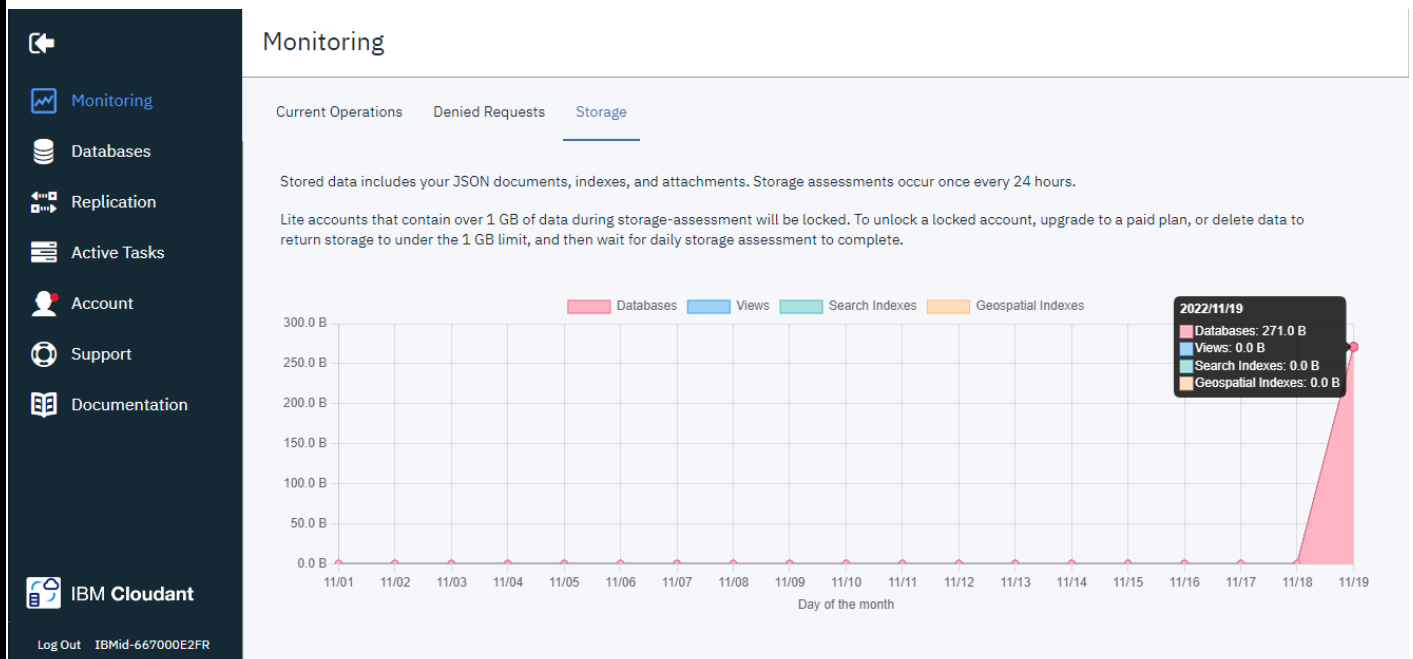 Monitoring
Monitoring
Databases
Replication
Active Tasks
Account
Support
Documentation
IBM Cloudant
Log Out IBMid-667000E2FR
Current Operations Denied Requests Storage
Stored data includes your JSON documents, indexes, and attachments. Storage assessments occur once every 24 hours.
Lite accounts that contain over 1 GB of data during storage-assessment will be locked. To unlock a locked account, upgrade to a paid plan, or delete data to
return storage to under the 1 GB limit, and then wait for daily storage assessment to complete.
Databases Views Search Indexes Geospatial Indexes
2022/11/19
Databases: 271.0 B
Views: 0.0 B
Search Indexes: 0.0 B
Geospatial Indexes: 0.0 B
300.0 B
250.0 B
200.0 B
150.0 B
100.0 B
50.0 B
0.0 B
11/01 11/02 11/03 11/04 11/05 11/06 11/07 11/08 11/09 11/10 11/11 11/12 11/13 11/14 11/15 11/16 11/17 11/18 11/19
Day of the month